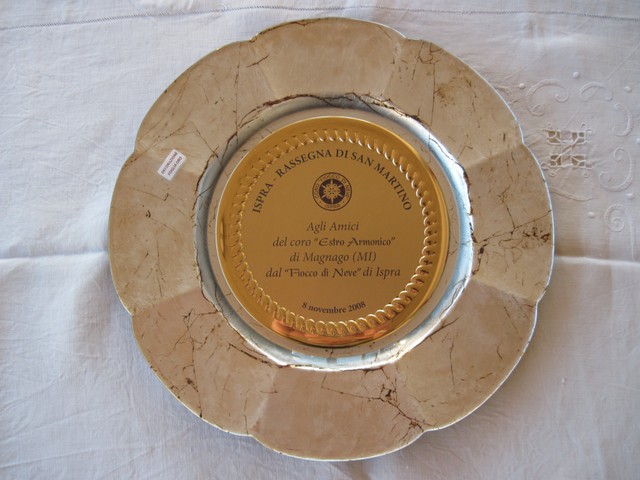 ISPRA - RASSEGNA DI SAN MARTINO
Agli Amici
del coro "Estro Armonico"
di Magnago (MI)
dal "Fiocco di Neve" di Ispra
8 novembre 2008